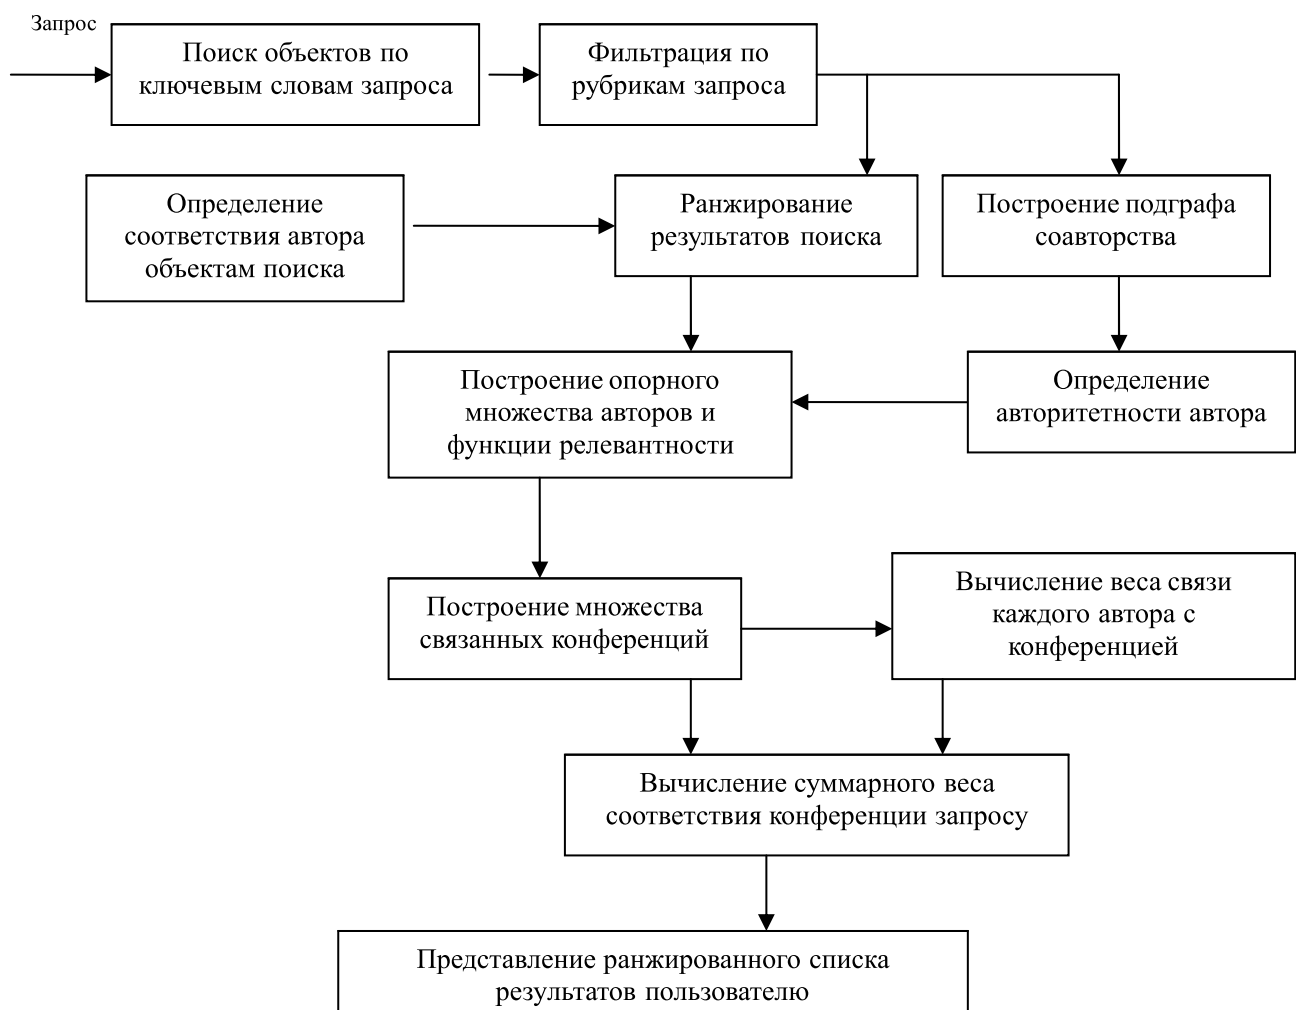 Запрос
Поиск объектов по
ключевым словам запроса
Фильтрация по
рубрикам запроса
Определение
соответствия автора
объектам поиска
Ранжирование
результатов поиска
Построение подграфа
соавторства
Построение опорного
множества авторов и
функции релевантности
Определение
авторитетности автора
Построение множества
связанных конференций
Вычисление веса связи
каждого автора с
конференцией
Вычисление суммарного веса
соответствия конференции запросу
Представление ранжированного списка
результатов пользователю